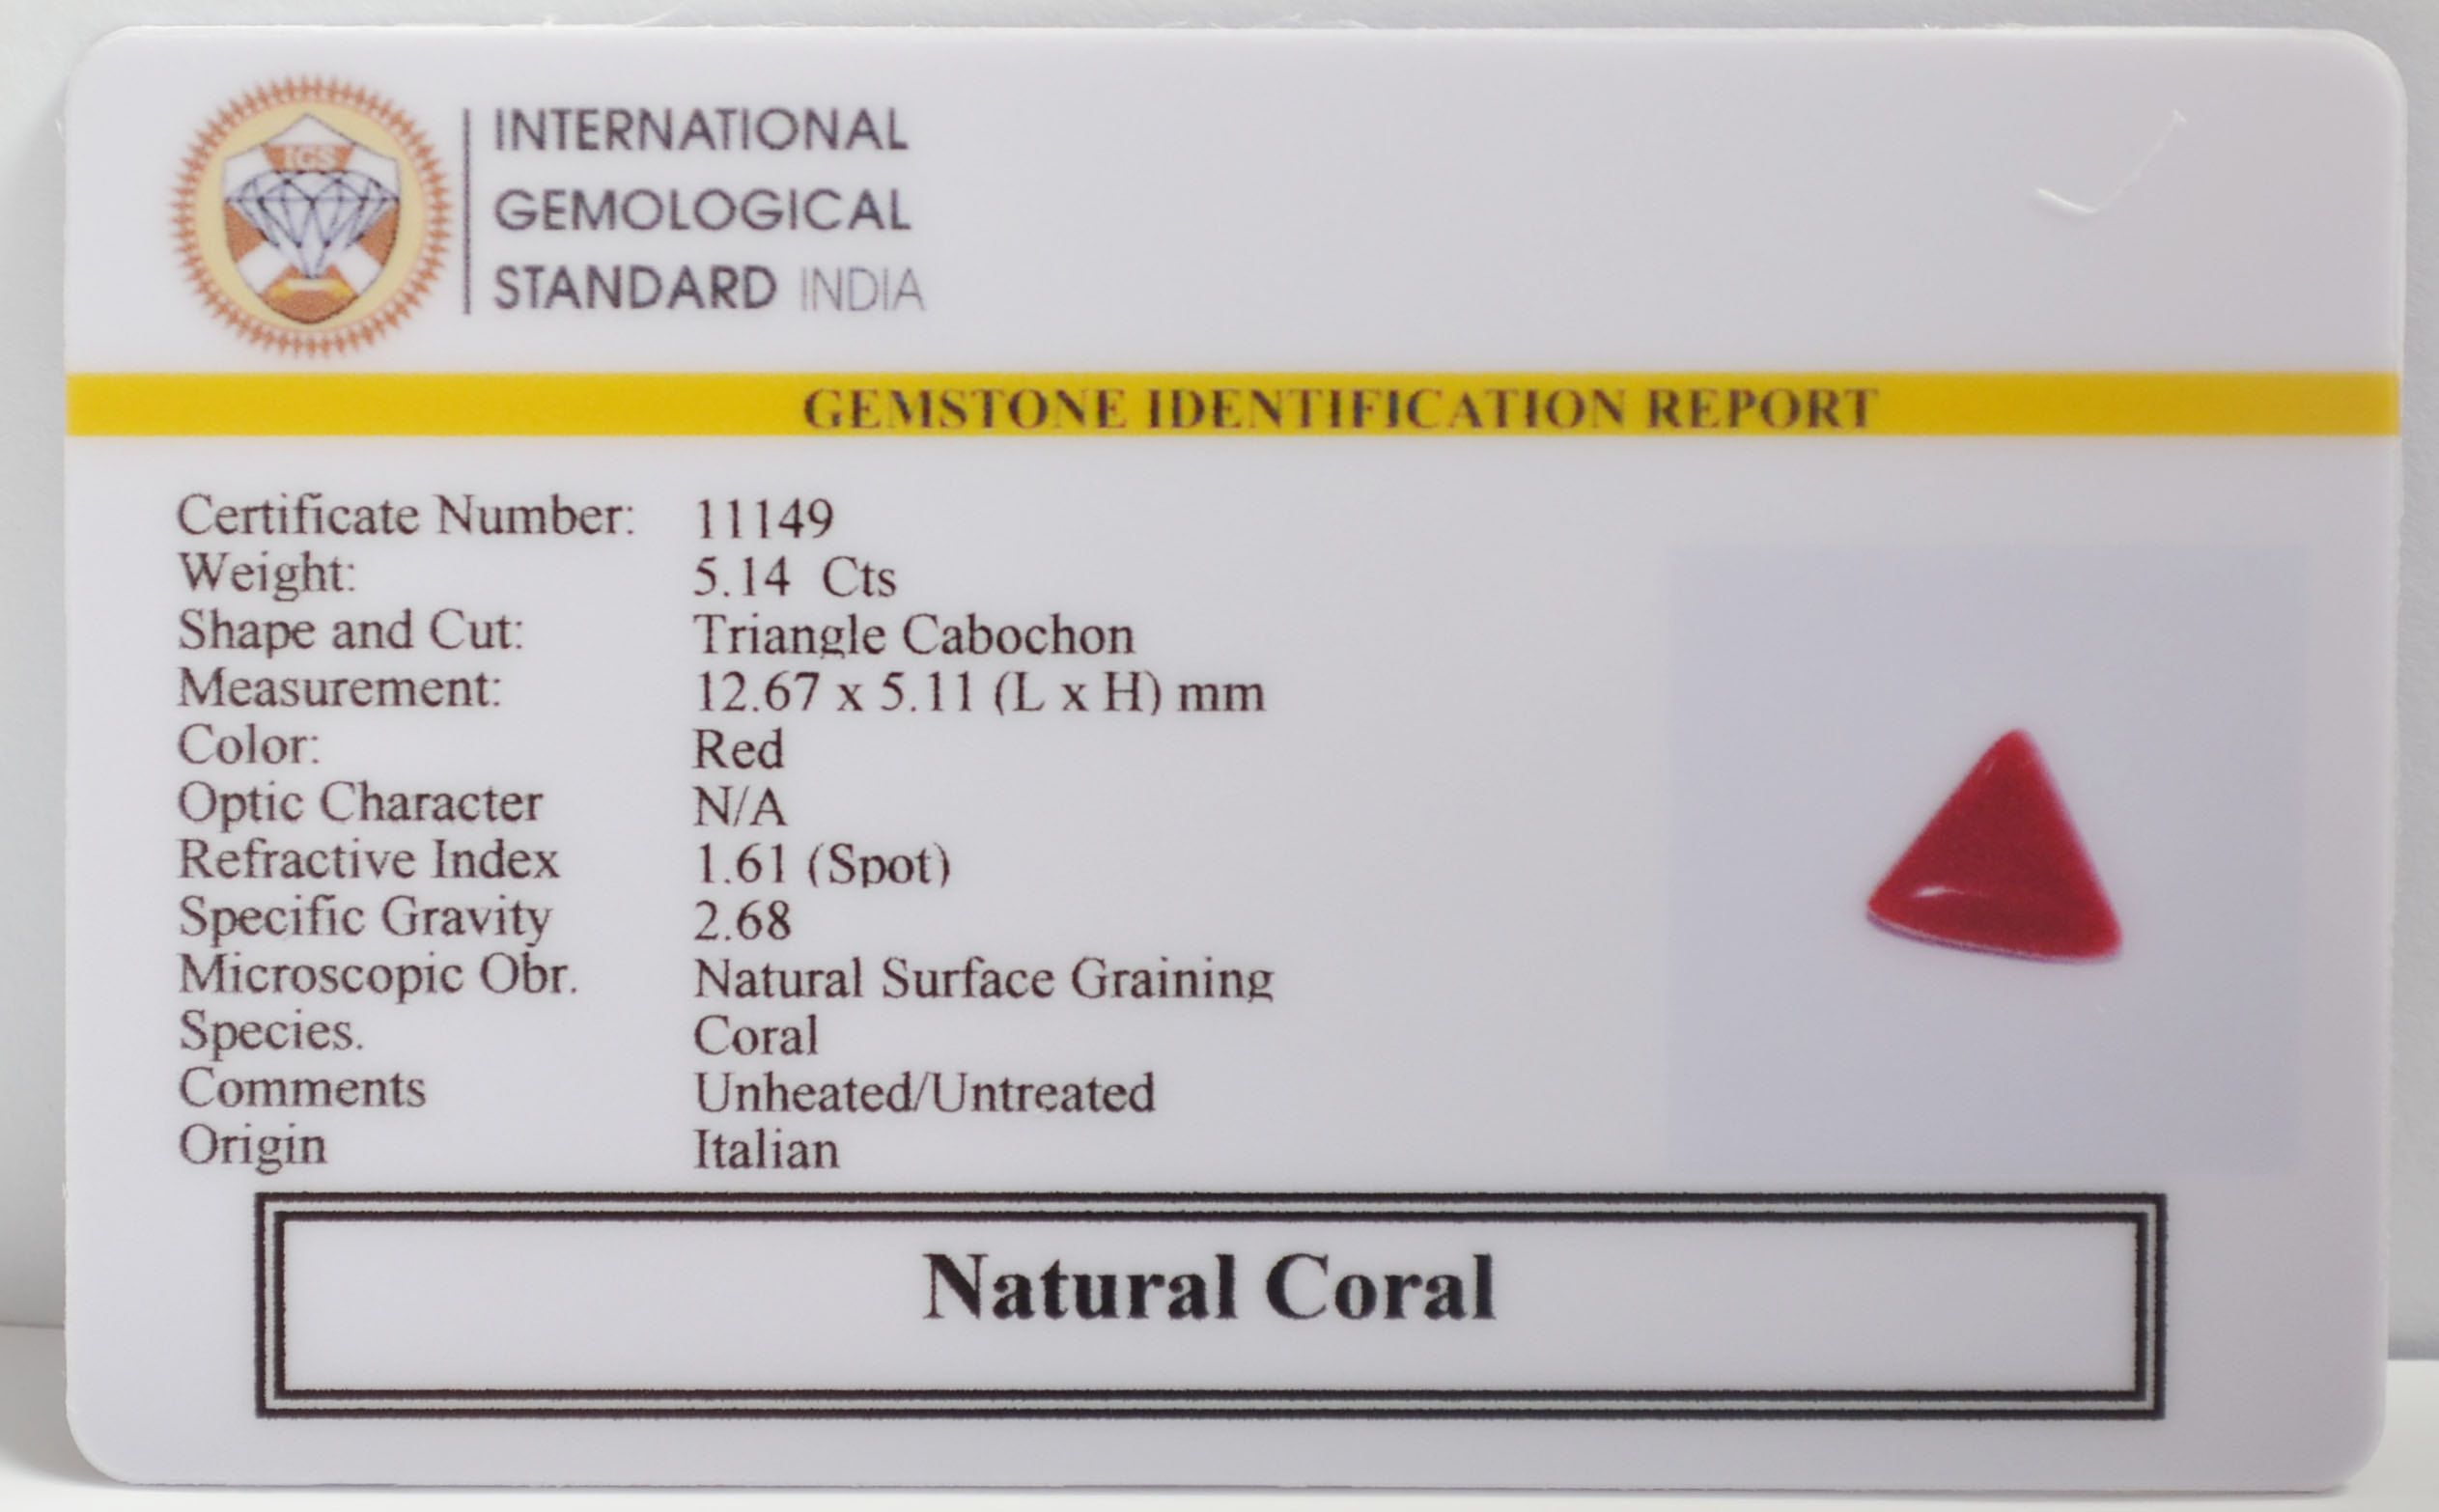 IGS
INTERNATIONAL
GEMOLOGICAL
STANDARD INDIA
GEMSTONE IDENTIFICATION REPORT
Certificate Number: 11149
Weight: 5.14 Cts
Shape and Cut: Triangle Cabochon
Measurement: 12.67 x 5.11 (L x H) mm
Color: Red
Optic Character N/A
Refractive Index 1.61 (Spot)
Specific Gravity 2.68
Microscopic Obr. Natural Surface Graining
Species. Coral
Comments Unheated/Untreated
Origin Italian
Natural Coral